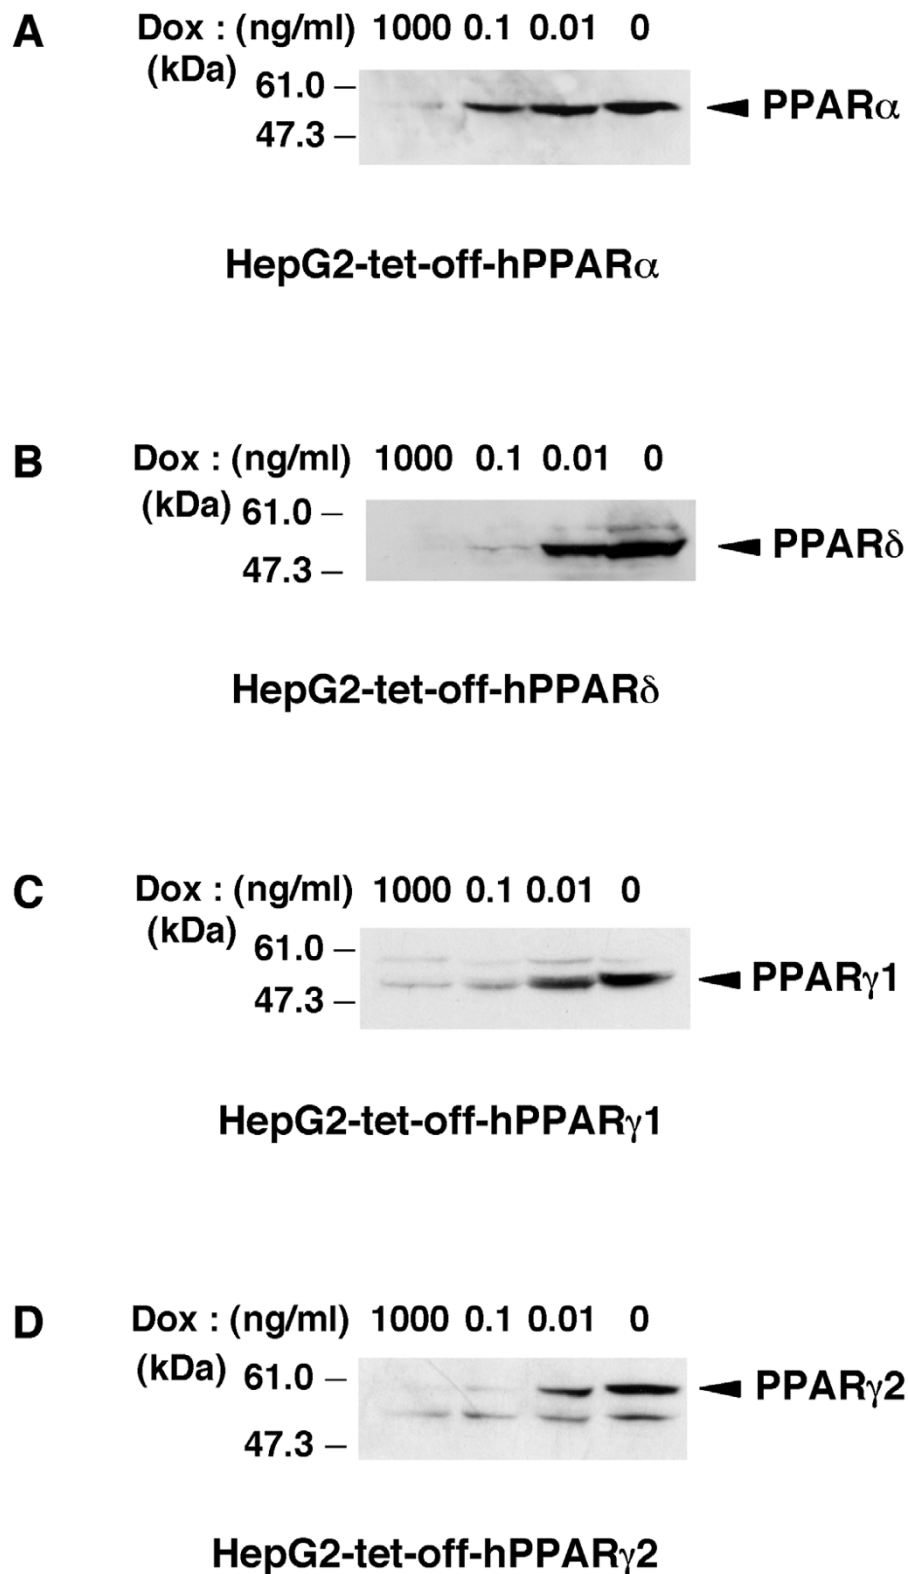 A Dox : (ng/ml) 1000 0.1 0.01 0
(kDa) 61.0
47.3
PPARα
HepG2-tet-off-hPPARα
B Dox : (ng/ml) 1000 0.1 0.01 0
(kDa) 61.0
47.3
PPARδ
HepG2-tet-off-hPPARδ
C Dox : (ng/ml) 1000 0.1 0.01 0
(kDa) 61.0
47.3
PPARγ1
HepG2-tet-off-hPPARγ1
D Dox : (ng/ml) 1000 0.1 0.01 0
(kDa) 61.0
47.3
PPARγ2
HepG2-tet-off-hPPARγ2